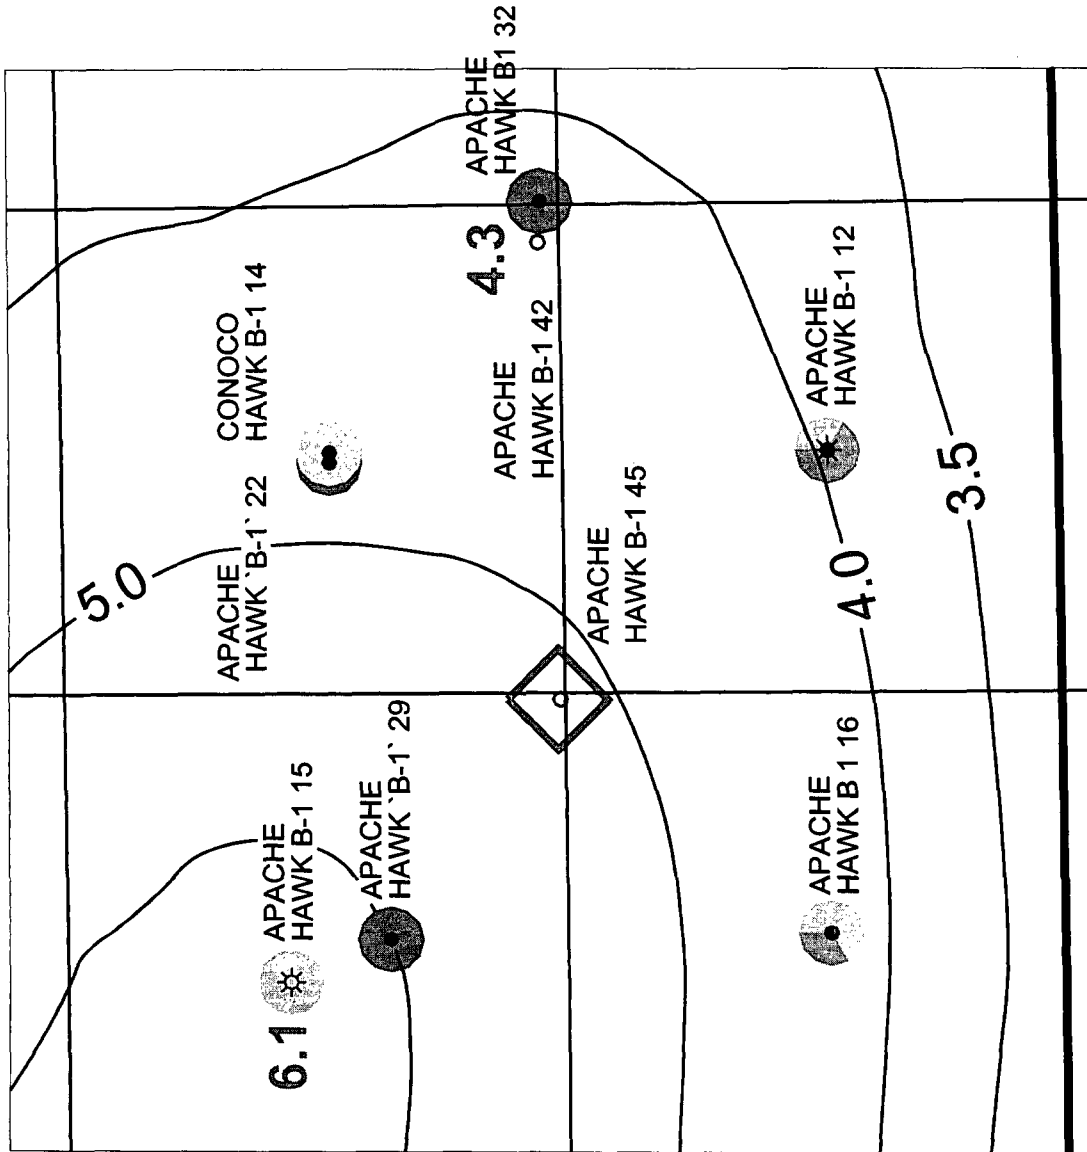 APACHE
HAWK B1 32
4.3
CONOCO
HAWK B-1 14
APACHE
HAWK B-1 42
APACHE
HAWK B-1 12
APACHE
HAWK `B-1` 22
5.0
3.5
APACHE
HAWK B-1 45
4.0
APACHE
HAWK `B-1` 29
APACHE
HAWK B-1 15
6.1
APACHE
HAWK B 1 16